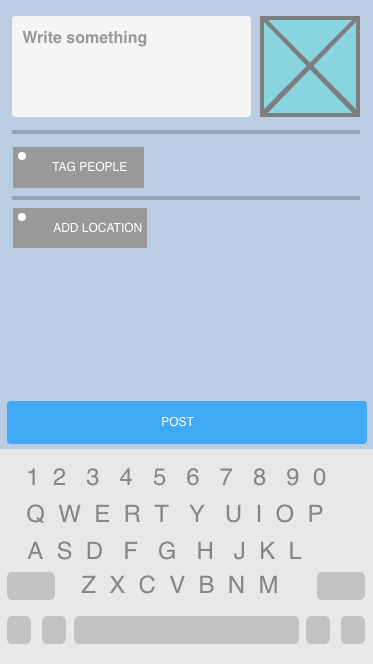 Write something
TAG PEOPLE
ADD LOCATION
POST
1 2 3 4 5 6 7 8 9 0
Q W E R T Y U I O P
A S D F G H J K L
Z X C V B N M